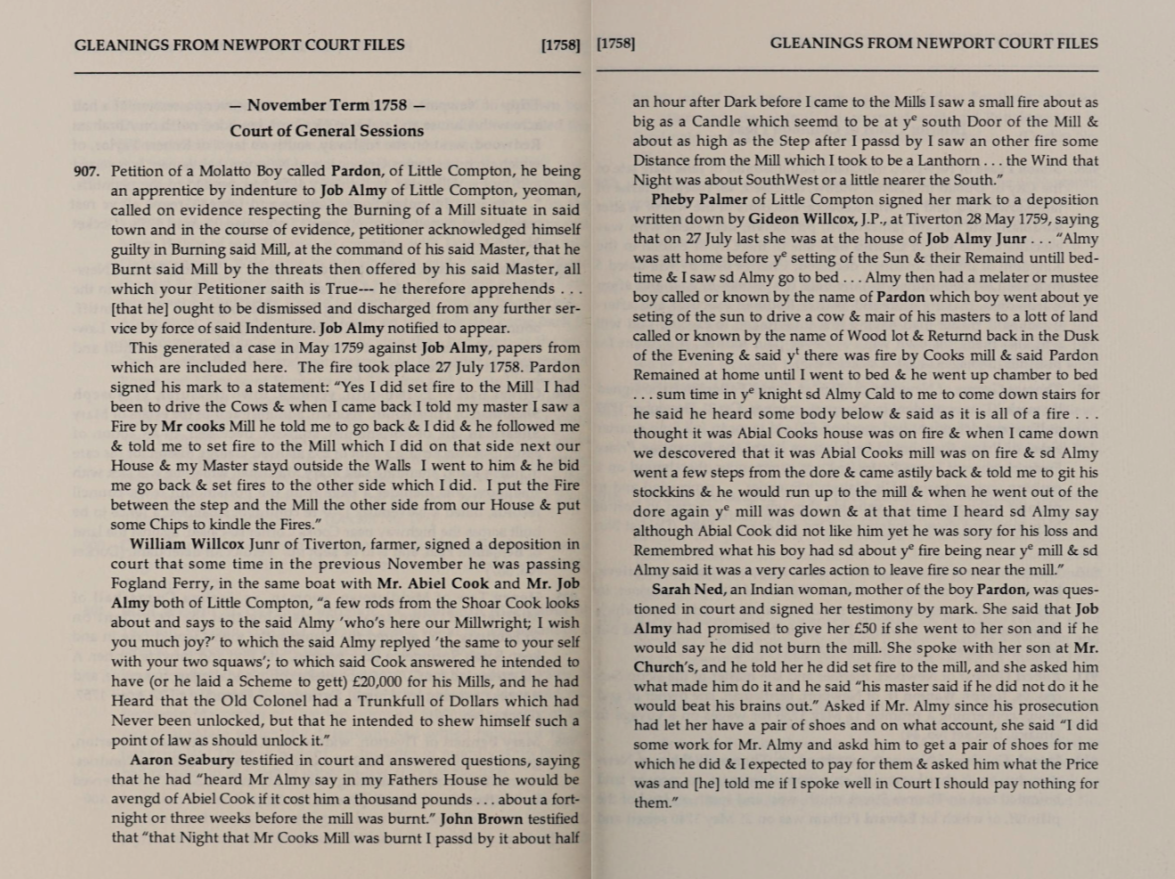 GLEANINGS FROM NEWPORT COURT FILES [1758]
— November Term 1758 —
Court of General Sessions
907. Petition of a Molatto Boy called Pardon, of Little Compton, he being
an apprentice by indenture to Job Almy of Little Compton, yeoman,
called on evidence respecting the Burning of a Mill situate in said
town and in the course of evidence, petitioner acknowledged himself
guilty in Burning said Mill, at the command of his said Master, that he
Burnt said Mill by the threats then offered by his said Master, all
which your Petitioner saith is True--- he therefore apprehends . . .
[that he] ought to be dismissed and discharged from any further ser-
vice by force of said Indenture. Job Almy notified to appear.
This generated a case in May 1759 against Job Almy, papers from
which are included here. The fire took place 27 July 1758. Pardon
signed his mark to a statement: "Yes I did set fire to the Mill I had
been to drive the Cows & when I came back I told my master I saw a
Fire by Mr cooks Mill he told me to go back & I did & he followed me
& told me to set fire to the Mill which I did on that side next our
House & my Master stayd outside the Walls I went to him & he bid
me go back & set fires to the other side which I did. I put the Fire
between the step and the Mill the other side from our House & put
some Chips to kindle the Fires."
William Willcox Junr of Tiverton, farmer, signed a deposition in
court that some time in the previous November he was passing
Fogland Ferry, in the same boat with Mr. Abiel Cook and Mr. Job
Almy both of Little Compton, "a few rods from the Shoar Cook looks
about and says to the said Almy 'who's here our Millwright; I wish
you much joy?' to which the said Almy replyed 'the same to your self
with your two squaws'; to which said Cook answered he intended to
have (or he laid a Scheme to gett) £20,000 for his Mills, and he had
Heard that the Old Colonel had a Trunkfull of Dollars which had
Never been unlocked, but that he intended to shew himself such a
point of law as should unlock it."
Aaron Seabury testified in court and answered questions, saying
that he had "heard Mr Almy say in my Fathers House he would be
avengd of Abiel Cook if it cost him a thousand pounds . . . about a fort-
night or three weeks before the mill was burnt." John Brown testified
that "that Night that Mr Cooks Mill was burnt I passd by it about half
[1758] GLEANINGS FROM NEWPORT COURT FILES
an hour after Dark before I came to the Mills I saw a small fire about as
big as a Candle which seemd to be at yᵉ south Door of the Mill &
about as high as the Step after I passd by I saw an other fire some
Distance from the Mill which I took to be a Lanthorn . . . the Wind that
Night was about SouthWest or a little nearer the South."
Pheby Palmer of Little Compton signed her mark to a deposition
written down by Gideon Willcox, J.P., at Tiverton 28 May 1759, saying
that on 27 July last she was at the house of Job Almy Junr . . . "Almy
was att home before yᵉ setting of the Sun & their Remaind untill bed-
time & I saw sd Almy go to bed . . . Almy then had a melater or mustee
boy called or known by the name of Pardon which boy went about ye
seting of the sun to drive a cow & mair of his masters to a lott of land
called or known by the name of Wood lot & Returnd back in the Dusk
of the Evening & said yᵗ there was fire by Cooks mill & said Pardon
Remained at home until I went to bed & he went up chamber to bed
. . . sum time in yᵉ knight sd Almy Cald to me to come down stairs for
he said he heard some body below & said as it is all of a fire . . .
thought it was Abial Cooks house was on fire & when I came down
we descovered that it was Abial Cooks mill was on fire & sd Almy
went a few steps from the dore & came astily back & told me to git his
stockkins & he would run up to the mill & when he went out of the
dore again yᵉ mill was down & at that time I heard sd Almy say
although Abial Cook did not like him yet he was sory for his loss and
Remembred what his boy had sd about yᵉ fire being near yᵉ mill & sd
Almy said it was a very carles action to leave fire so near the mill."
Sarah Ned, an Indian woman, mother of the boy Pardon, was ques-
tioned in court and signed her testimony by mark. She said that Job
Almy had promised to give her £50 if she went to her son and if he
would say he did not burn the mill. She spoke with her son at Mr.
Church's, and he told her he did set fire to the mill, and she asked him
what made him do it and he said "his master said if he did not do it he
would beat his brains out." Asked if Mr. Almy since his prosecution
had let her have a pair of shoes and on what account, she said "I did
some work for Mr. Almy and askd him to get a pair of shoes for me
which he did & I expected to pay for them & asked him what the Price
was and [he] told me if I spoke well in Court I should pay nothing for
them."